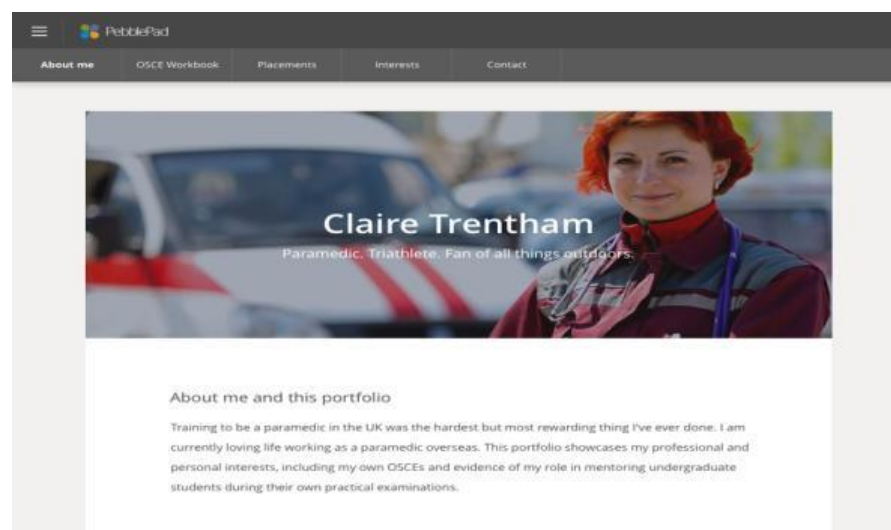 PebblePad
About me OSCE Workbook Placements Interests Contact
Claire Trentham
Paramedic. Triathlete. Fan of all things outdoors.
About me and this portfolio
Training to be a paramedic in the UK was the hardest but most rewarding thing I've ever done. I am
currently loving life working as a paramedic overseas. This portfolio showcases my professional and
personal interests, including my own OSCEs and evidence of my role in mentoring undergraduate
students during their own practical examinations.